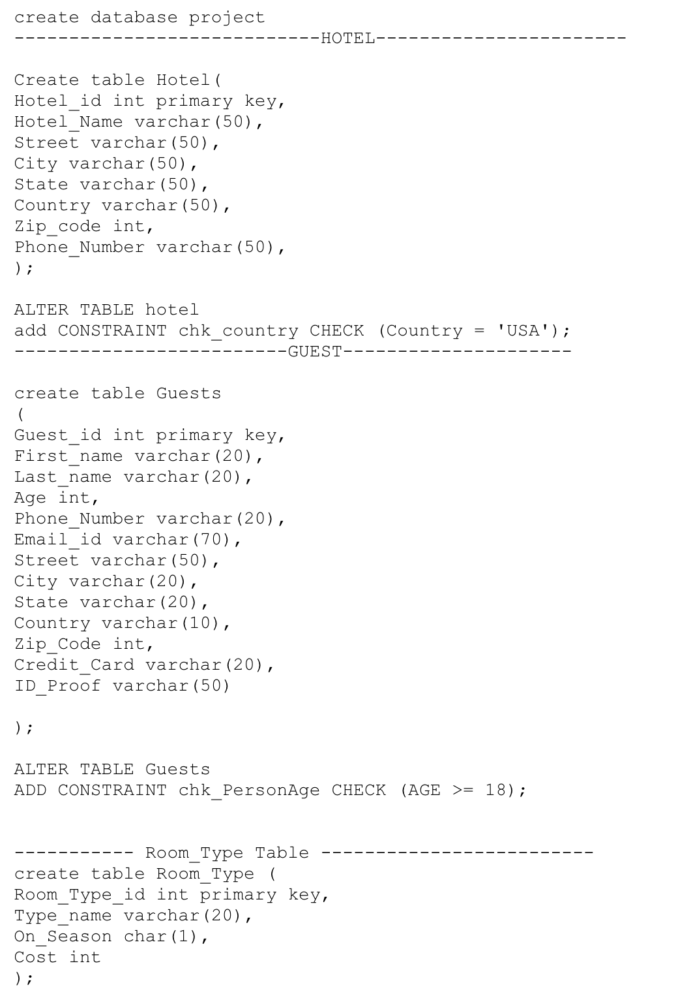 create database project
----------------------------HOTEL-----------------------
Create table Hotel(
Hotel_id int primary key,
Hotel_Name varchar(50),
Street varchar(50),
City varchar(50),
State varchar(50),
Country varchar(50),
Zip_code int,
Phone_Number varchar(50),
);
ALTER TABLE hotel
add CONSTRAINT chk_country CHECK (Country = 'USA');
-------------------------GUEST---------------------
create table Guests
(
Guest_id int primary key,
First_name varchar(20),
Last_name varchar(20),
Age int,
Phone_Number varchar(20),
Email_id varchar(70),
Street varchar(50),
City varchar(20),
State varchar(20),
Country varchar(10),
Zip_Code int,
Credit_Card varchar(20),
ID_Proof varchar(50)
);
ALTER TABLE Guests
ADD CONSTRAINT chk_PersonAge CHECK (AGE >= 18);
----------- Room_Type Table -------------------------
create table Room_Type (
Room_Type_id int primary key,
Type_name varchar(20),
On_Season char(1),
Cost int
);